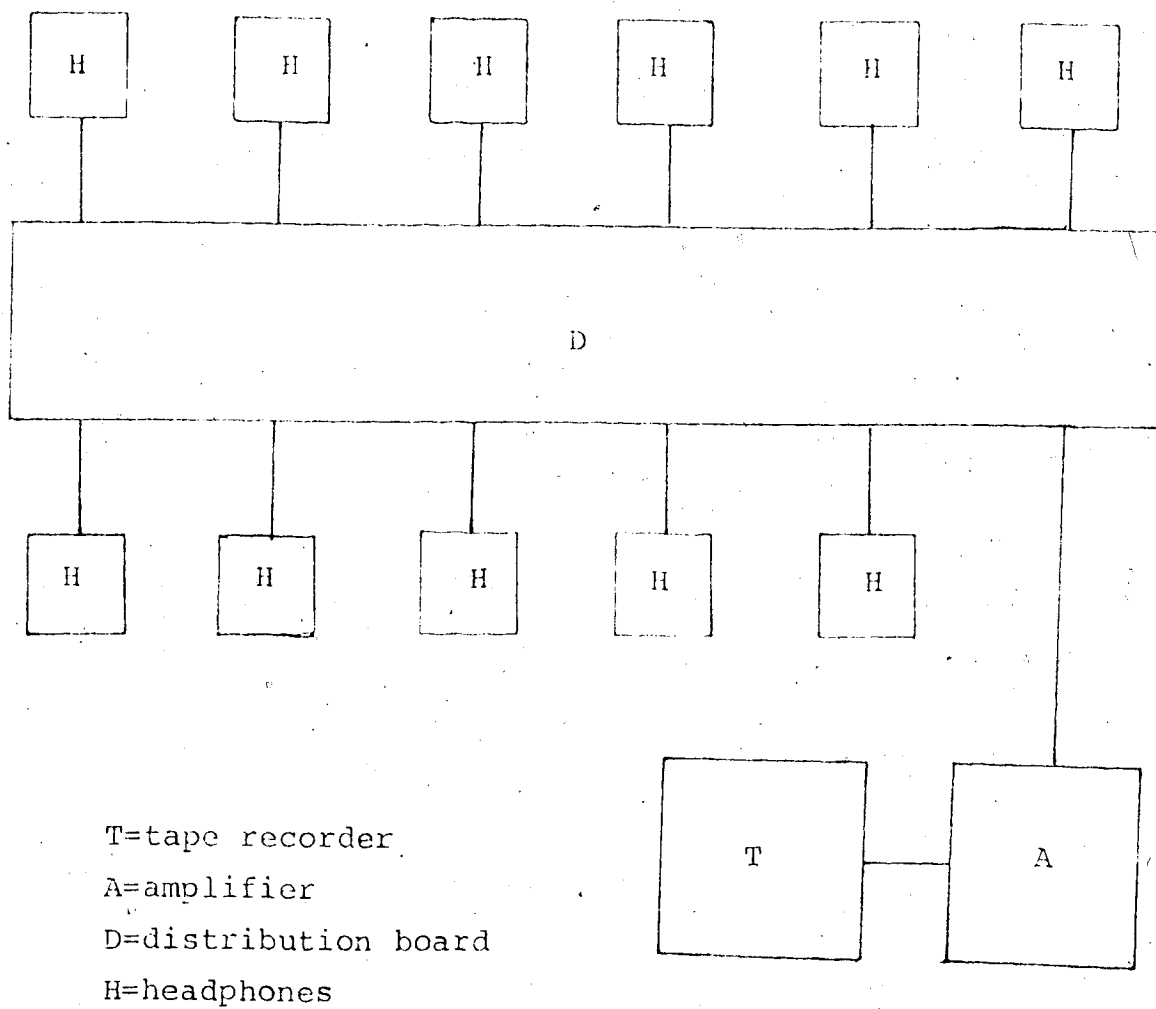 H H H H H H
D
H H H H H
T A
T=tape recorder
A=amplifier
D=distribution board
H=headphones